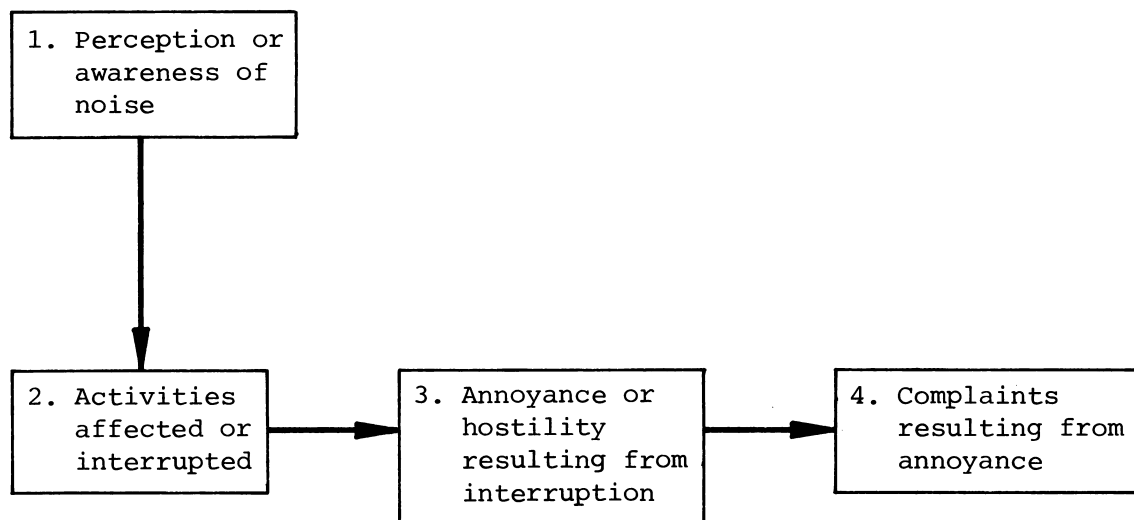 1. Perception or
awareness of
noise
2. Activities
affected or
interrupted
3. Annoyance or
hostility
resulting from
interruption
4. Complaints
resulting from
annoyance